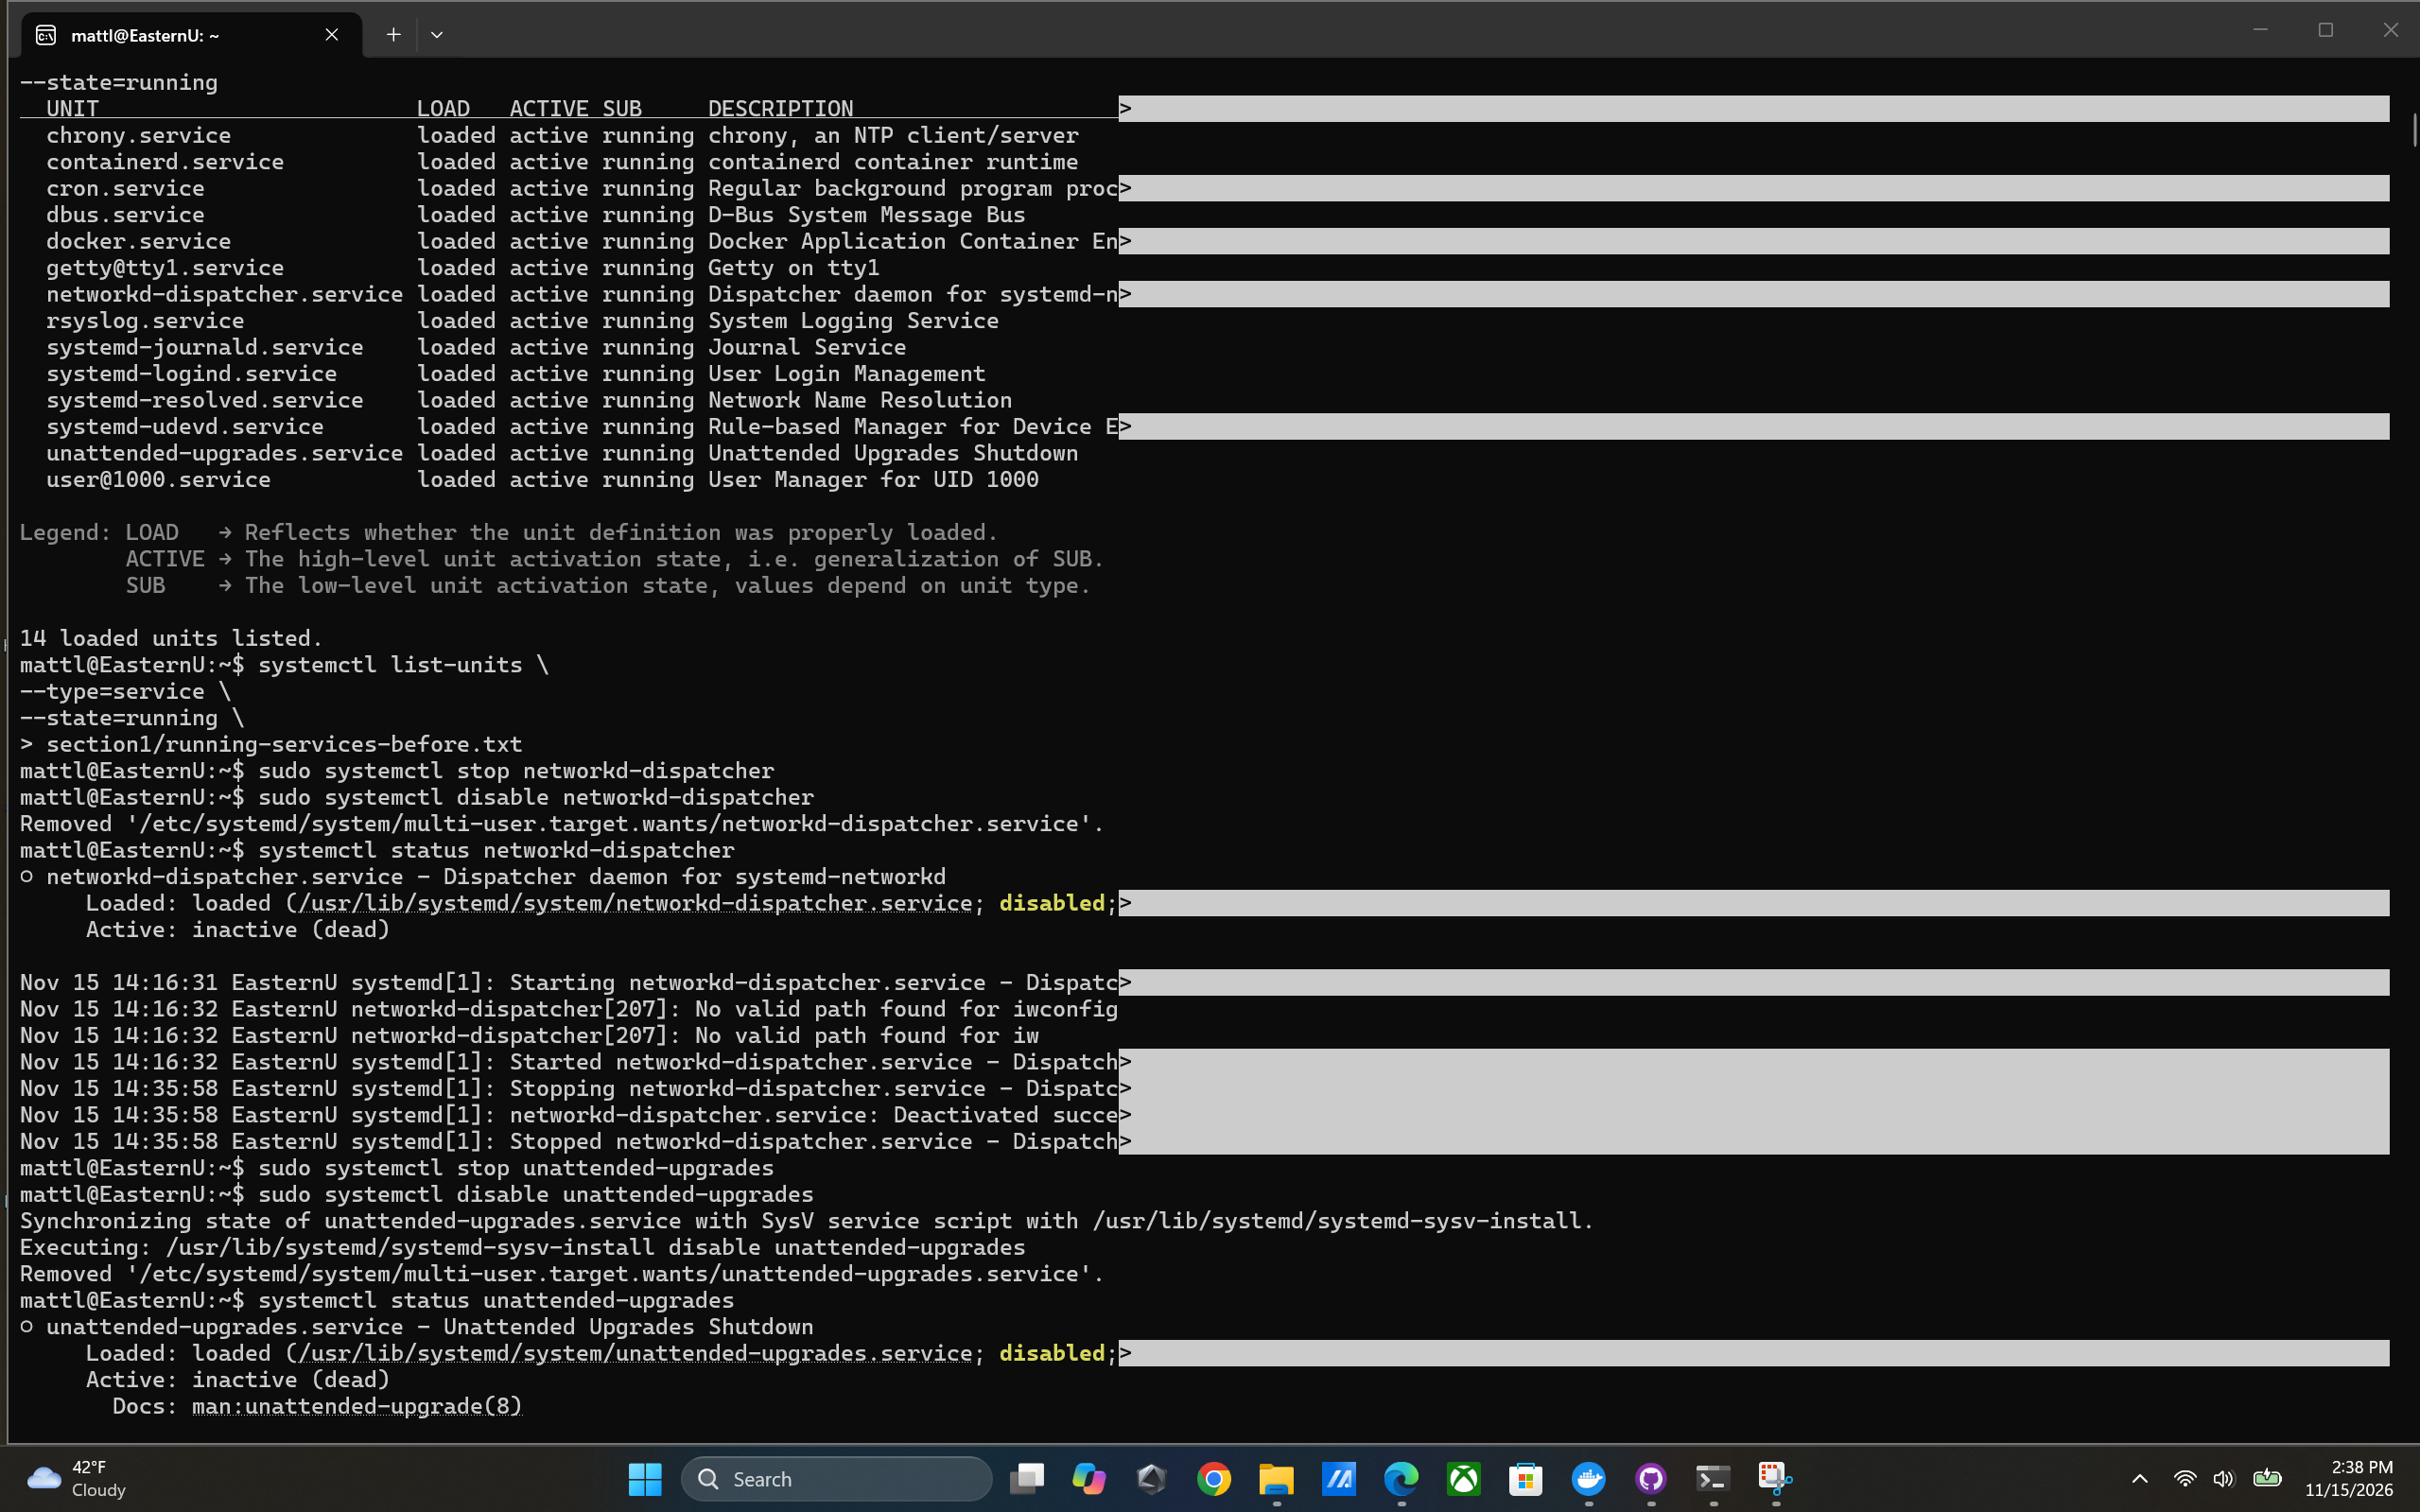 mattl@EasternU: ~
--state=running
  UNIT                        LOAD   ACTIVE SUB     DESCRIPTION                    >
  chrony.service              loaded active running chrony, an NTP client/server
  containerd.service          loaded active running containerd container runtime
  cron.service                loaded active running Regular background program proc>
  dbus.service                loaded active running D-Bus System Message Bus
  docker.service              loaded active running Docker Application Container En>
  getty@tty1.service          loaded active running Getty on tty1
  networkd-dispatcher.service loaded active running Dispatcher daemon for systemd-n>
  rsyslog.service             loaded active running System Logging Service
  systemd-journald.service    loaded active running Journal Service
  systemd-logind.service      loaded active running User Login Management
  systemd-resolved.service    loaded active running Network Name Resolution
  systemd-udevd.service       loaded active running Rule-based Manager for Device E>
  unattended-upgrades.service loaded active running Unattended Upgrades Shutdown
  user@1000.service           loaded active running User Manager for UID 1000
Legend: LOAD   → Reflects whether the unit definition was properly loaded.
        ACTIVE → The high-level unit activation state, i.e. generalization of SUB.
        SUB    → The low-level unit activation state, values depend on unit type.
14 loaded units listed.
mattl@EasternU:~$ systemctl list-units \
--type=service \
--state=running \
> section1/running-services-before.txt
mattl@EasternU:~$ sudo systemctl stop networkd-dispatcher
mattl@EasternU:~$ sudo systemctl disable networkd-dispatcher
Removed '/etc/systemd/system/multi-user.target.wants/networkd-dispatcher.service'.
mattl@EasternU:~$ systemctl status networkd-dispatcher
○ networkd-dispatcher.service - Dispatcher daemon for systemd-networkd
     Loaded: loaded (/usr/lib/systemd/system/networkd-dispatcher.service; disabled;>
     Active: inactive (dead)
Nov 15 14:16:31 EasternU systemd[1]: Starting networkd-dispatcher.service - Dispatc>
Nov 15 14:16:32 EasternU networkd-dispatcher[207]: No valid path found for iwconfig
Nov 15 14:16:32 EasternU networkd-dispatcher[207]: No valid path found for iw
Nov 15 14:16:32 EasternU systemd[1]: Started networkd-dispatcher.service - Dispatch>
Nov 15 14:35:58 EasternU systemd[1]: Stopping networkd-dispatcher.service - Dispatc>
Nov 15 14:35:58 EasternU systemd[1]: networkd-dispatcher.service: Deactivated succe>
Nov 15 14:35:58 EasternU systemd[1]: Stopped networkd-dispatcher.service - Dispatch>
mattl@EasternU:~$ sudo systemctl stop unattended-upgrades
mattl@EasternU:~$ sudo systemctl disable unattended-upgrades
Synchronizing state of unattended-upgrades.service with SysV service script with /usr/lib/systemd/systemd-sysv-install.
Executing: /usr/lib/systemd/systemd-sysv-install disable unattended-upgrades
Removed '/etc/systemd/system/multi-user.target.wants/unattended-upgrades.service'.
mattl@EasternU:~$ systemctl status unattended-upgrades
○ unattended-upgrades.service - Unattended Upgrades Shutdown
     Loaded: loaded (/usr/lib/systemd/system/unattended-upgrades.service; disabled;>
     Active: inactive (dead)
       Docs: man:unattended-upgrade(8)
42°F
Cloudy
Search
2:38 PM
11/15/2026